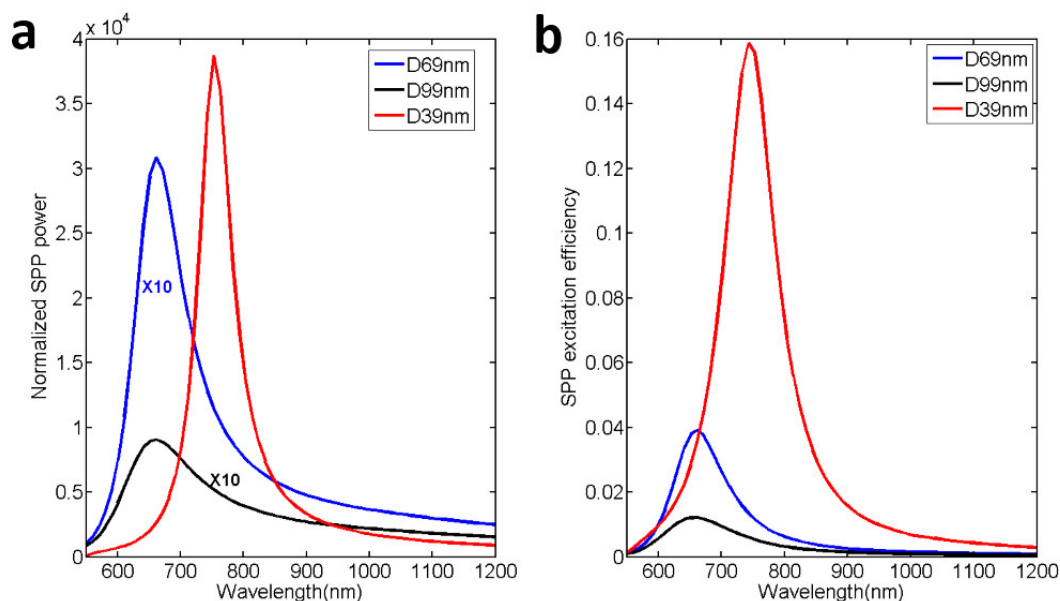 a
x 10⁴
Normalized SPP power
4
3.5
3
2.5
2
1.5
1
0.5
0
600 700 800 900 1000 1100 1200
Wavelength(nm)
D69nm
D99nm
D39nm
X10
X10
b
SPP excitation efficiency
0.16
0.14
0.12
0.1
0.08
0.06
0.04
0.02
0
600 700 800 900 1000 1100 1200
Wavelength(nm)
D69nm
D99nm
D39nm